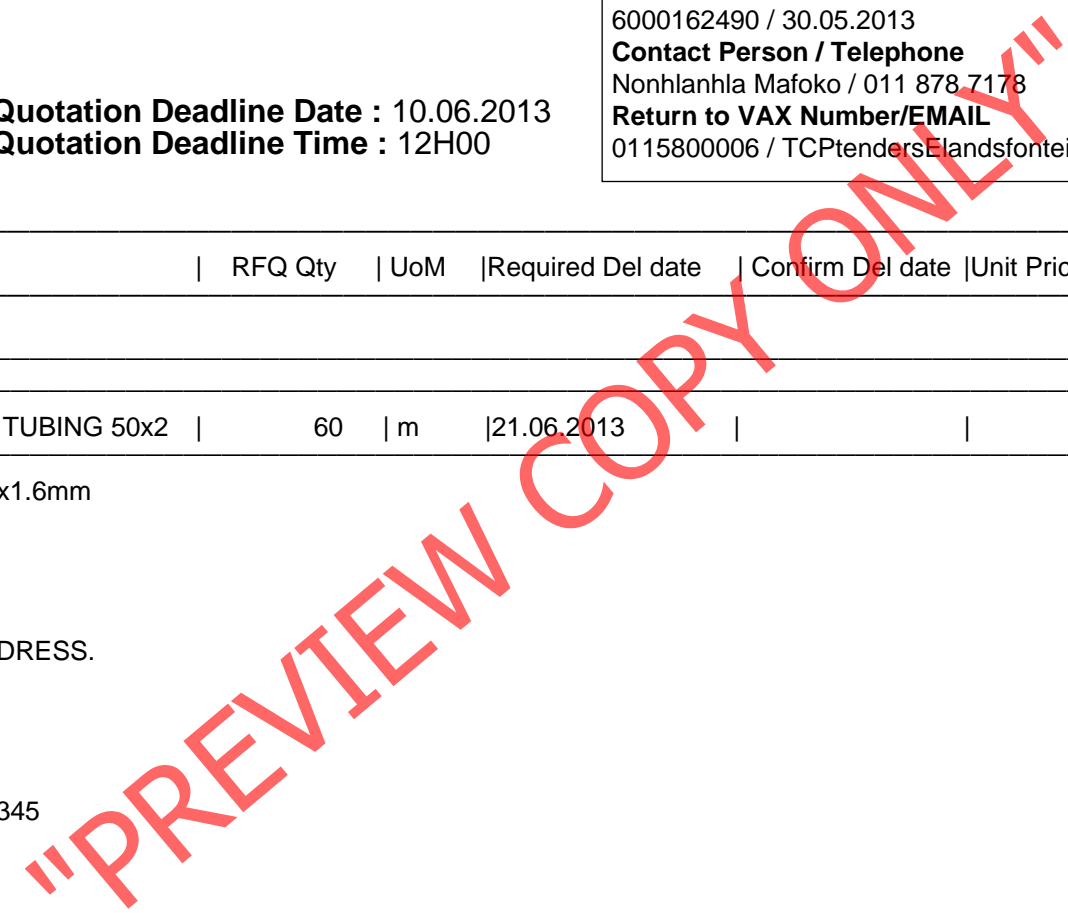 6000162490 / 30.05.2013
Contact Person / Telephone
Nonhlanhla Mafoko / 011 878 7178
Quotation Deadline Date : 10.06.2013
Return to VAX Number/EMAIL
Quotation Deadline Time : 12H00
0115800006 / TCPtendersElandsfontei
| RFQ Qty | UoM |Required Del date | Confirm Del date |Unit Pric
TUBING 50x2 | 60 | m |21.06.2013 | |
x1.6mm
DRESS.
345
"PREVIEW COPY ONLY"